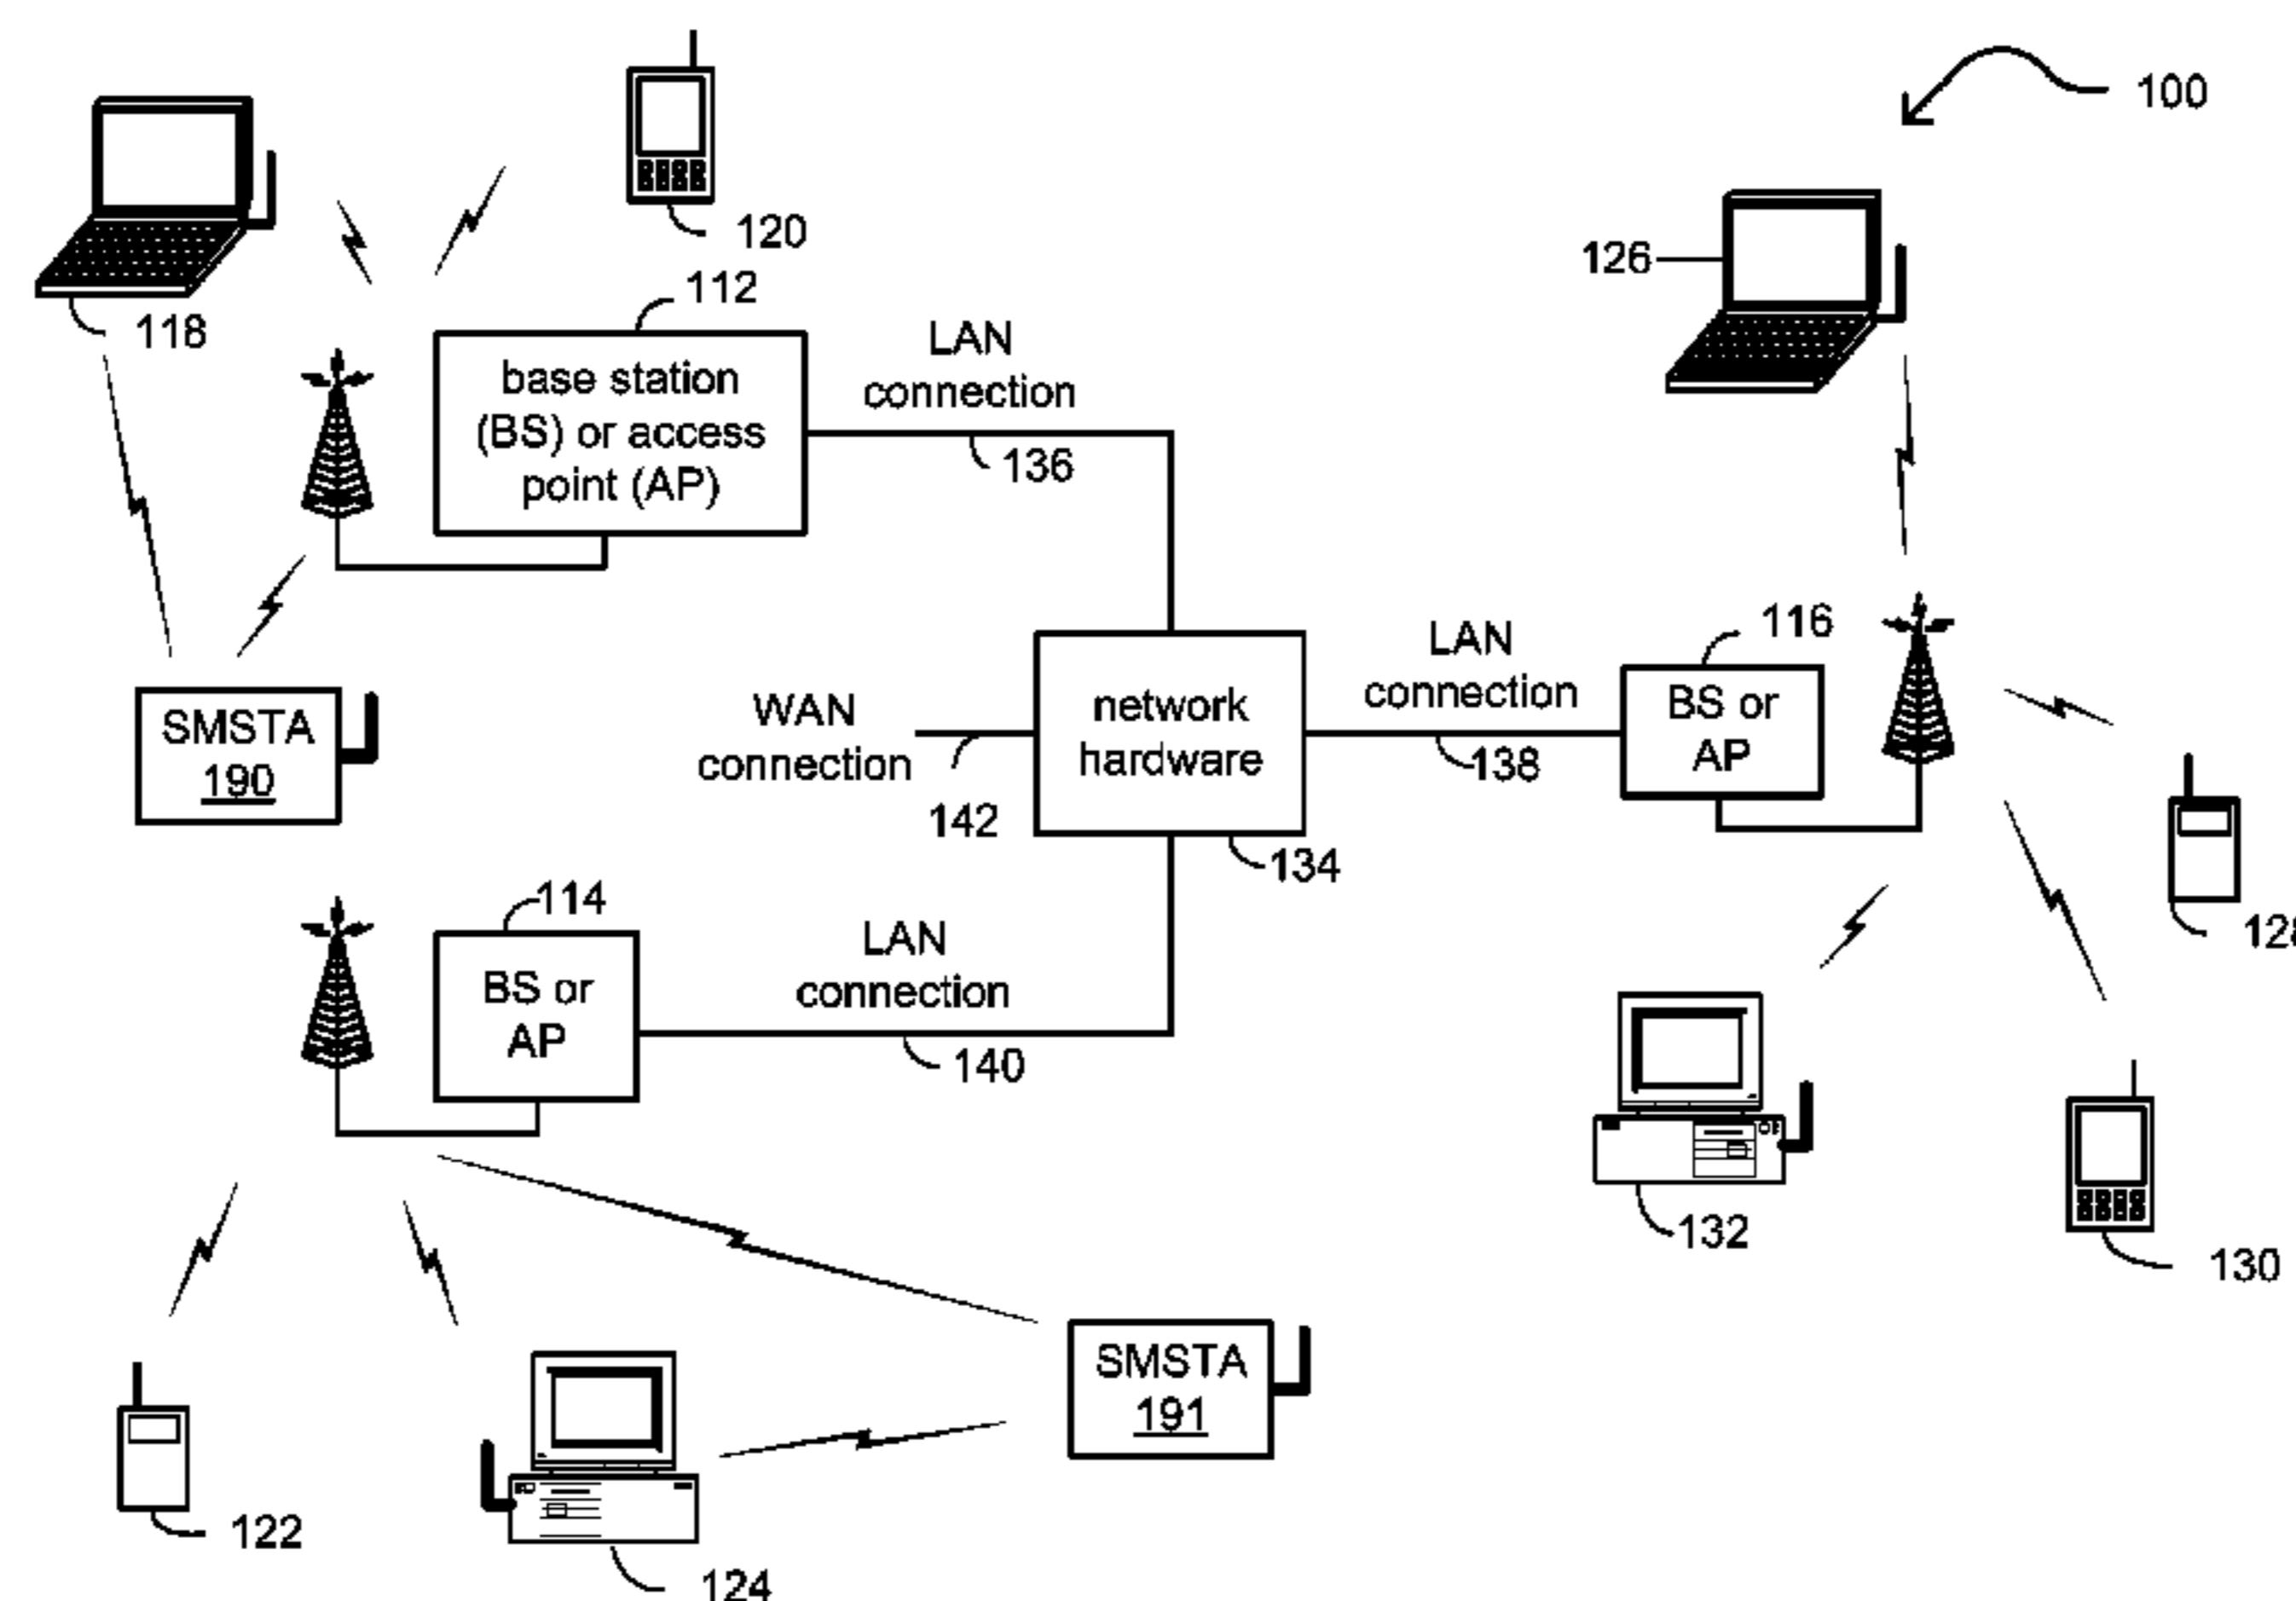 100
120
126
112
118
LAN
connection
base station
(BS) or access
point (AP)
136
116
LAN
connection
WAN
connection
network
hardware
BS or
AP
SMSTA
190
138
142
134
114
LAN
connection
BS or
AP
140
132
130
SMSTA
191
122
124